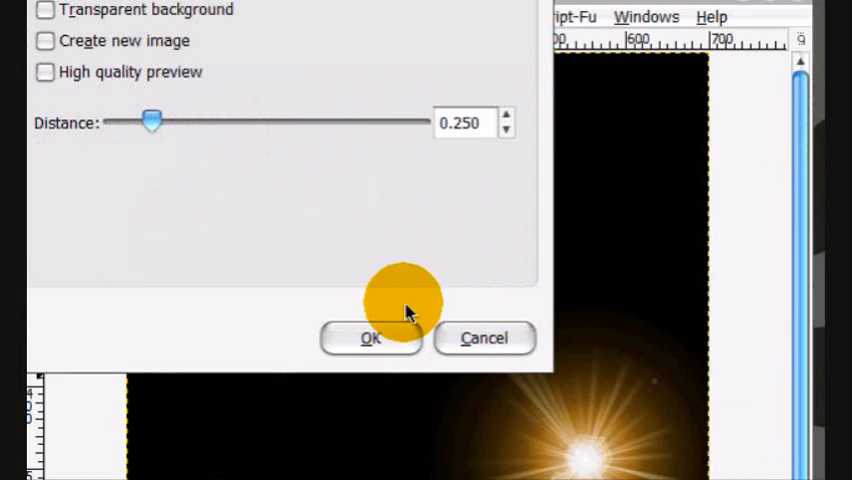 Transparent background
ipt-Fu Windows Help
Create new image
600 700
High quality preview
Distance: 0.250
OK Cancel